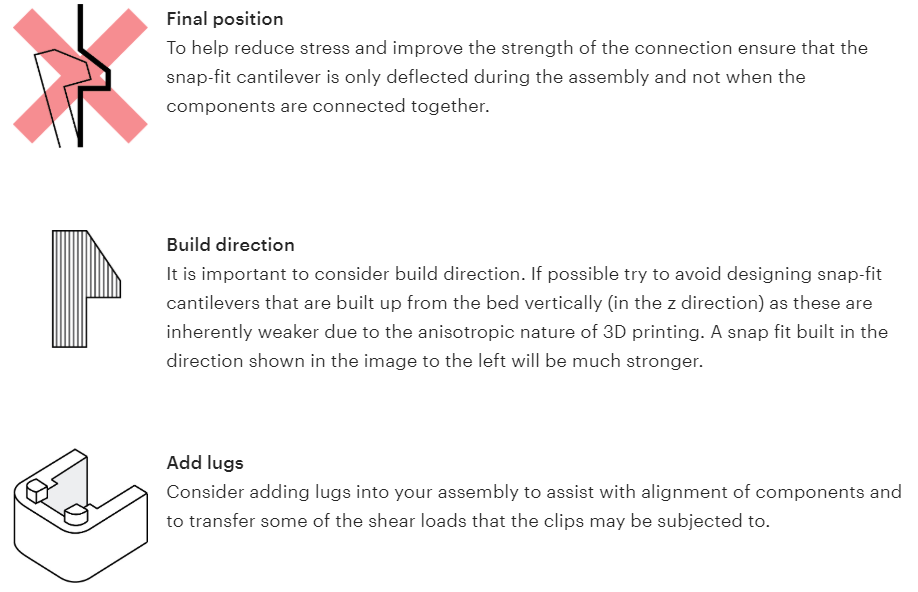 Final position
To help reduce stress and improve the strength of the connection ensure that the
snap-fit cantilever is only deflected during the assembly and not when the
components are connected together.
Build direction
It is important to consider build direction. If possible try to avoid designing snap-fit
cantilevers that are built up from the bed vertically (in the z direction) as these are
inherently weaker due to the anisotropic nature of 3D printing. A snap fit built in the
direction shown in the image to the left will be much stronger.
Add lugs
Consider adding lugs into your assembly to assist with alignment of components and
to transfer some of the shear loads that the clips may be subjected to.